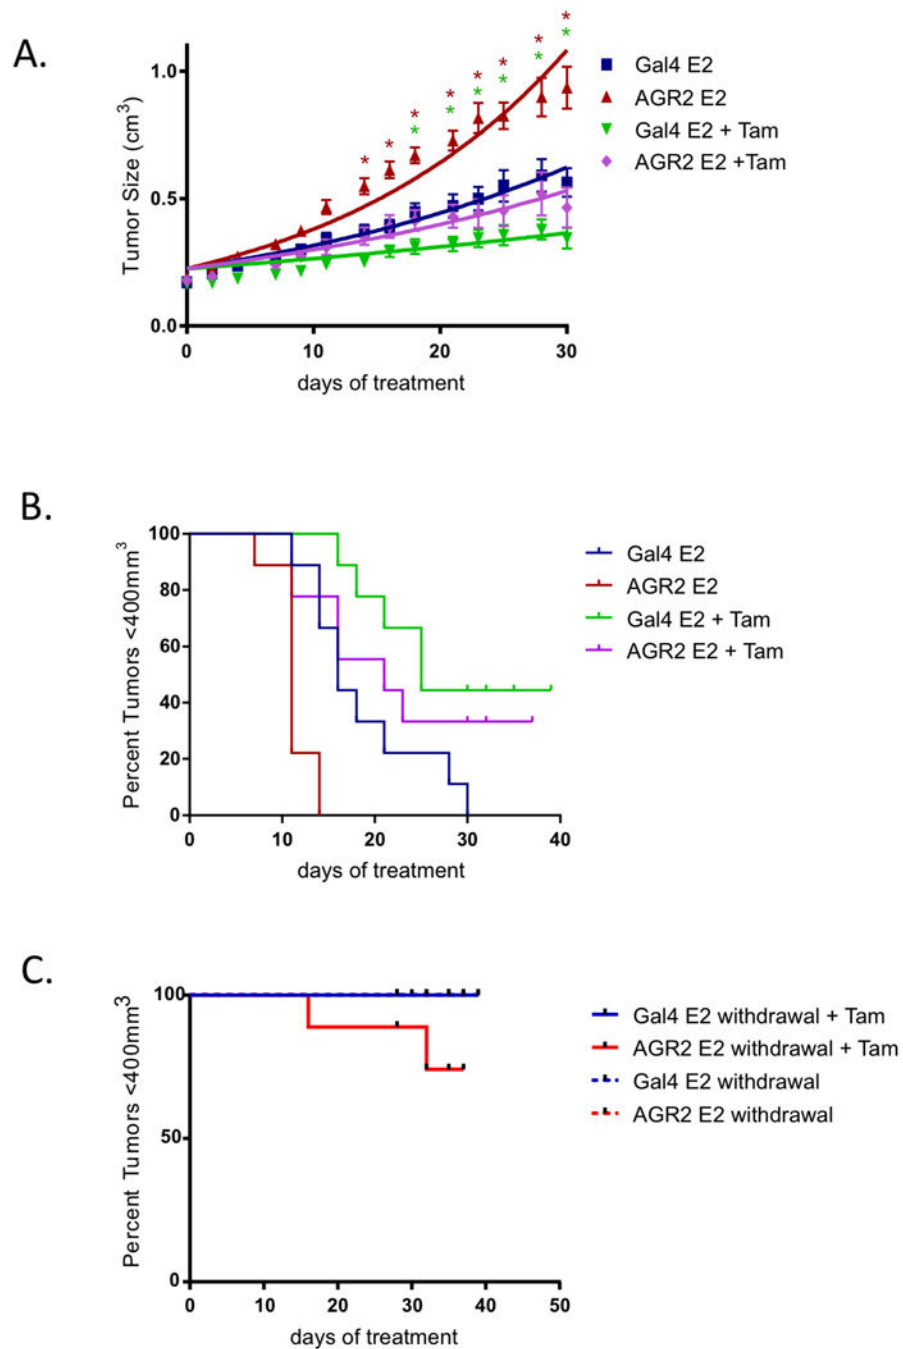 A.
Tumor Size (cm³)
1.0
0.5
0.0
0 10 20 30
days of treatment
* * * * * * * *
* * * * * *
Gal4 E2
AGR2 E2
Gal4 E2 + Tam
AGR2 E2 +Tam
B.
Percent Tumors <400mm³
100
80
60
40
20
0
0 10 20 30 40
days of treatment
Gal4 E2
AGR2 E2
Gal4 E2 + Tam
AGR2 E2 + Tam
C.
Percent Tumors <400mm³
100
50
0
0 10 20 30 40 50
days of treatment
Gal4 E2 withdrawal + Tam
AGR2 E2 withdrawal + Tam
Gal4 E2 withdrawal
AGR2 E2 withdrawal